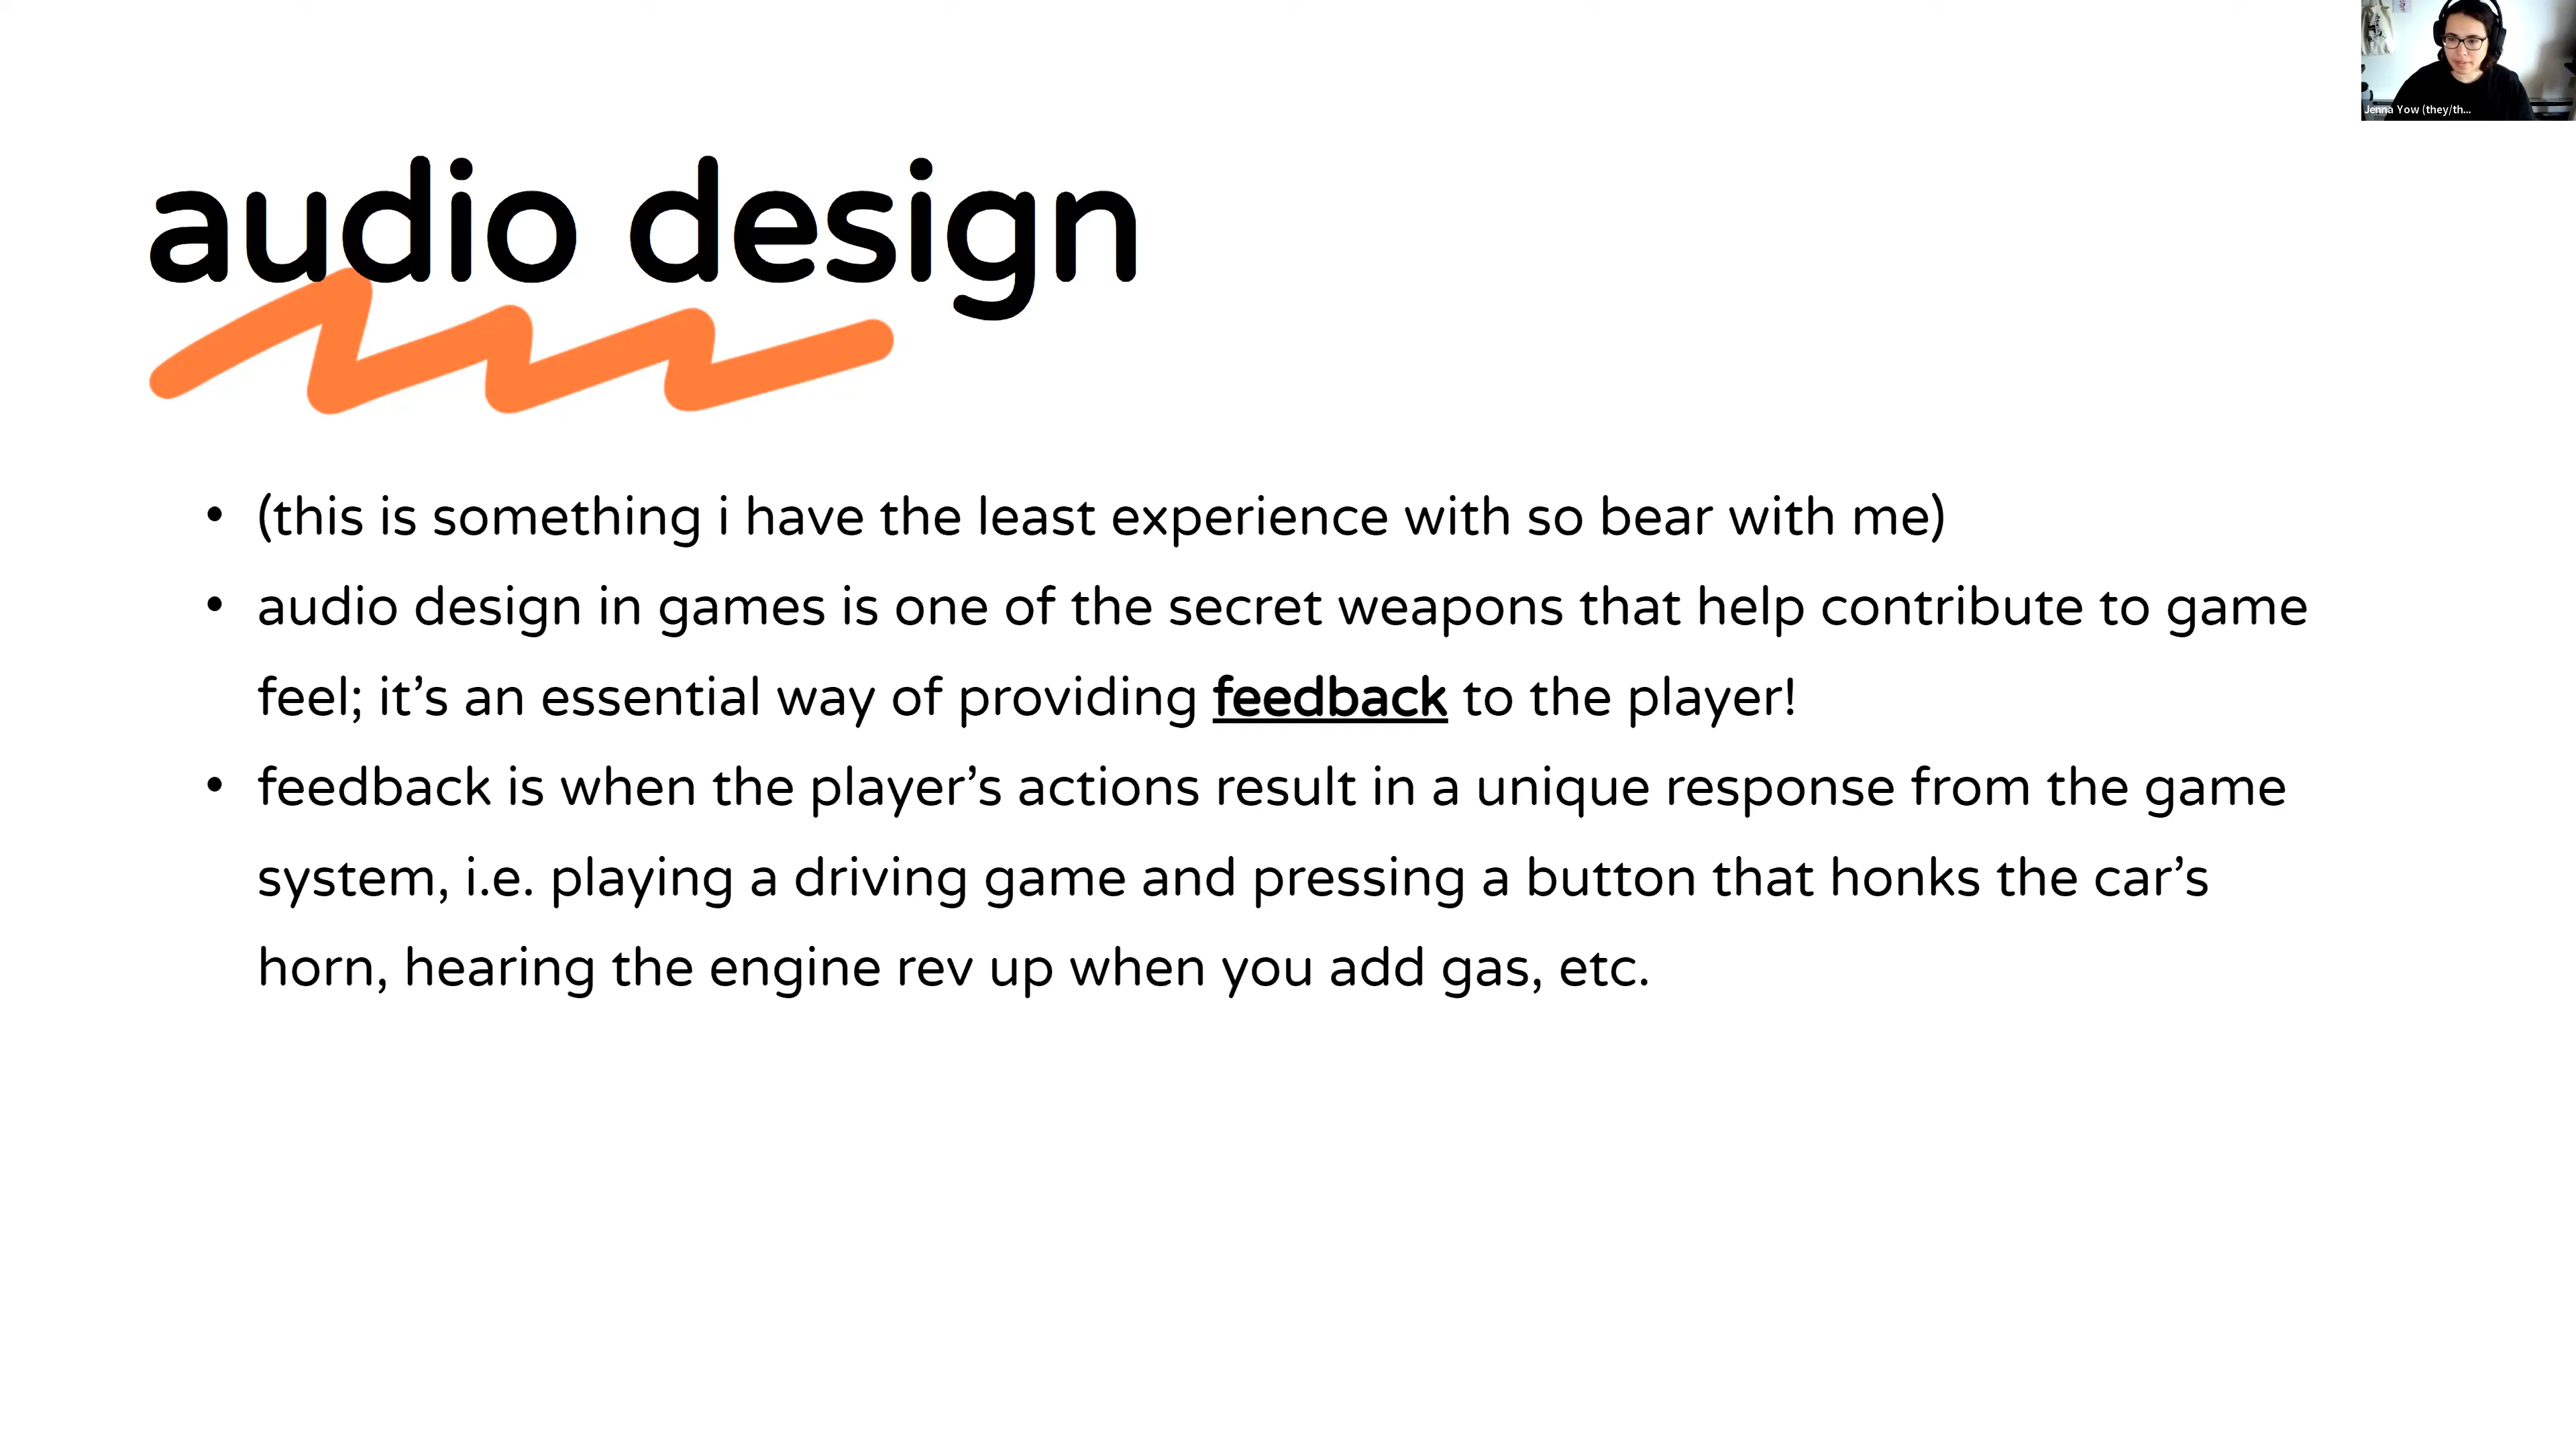 Jenna Yow (they/th...
audio design
• (this is something i have the least experience with so bear with me)
• audio design in games is one of the secret weapons that help contribute to game
feel; it’s an essential way of providing feedback to the player!
• feedback is when the player’s actions result in a unique response from the game
system, i.e. playing a driving game and pressing a button that honks the car’s
horn, hearing the engine rev up when you add gas, etc.